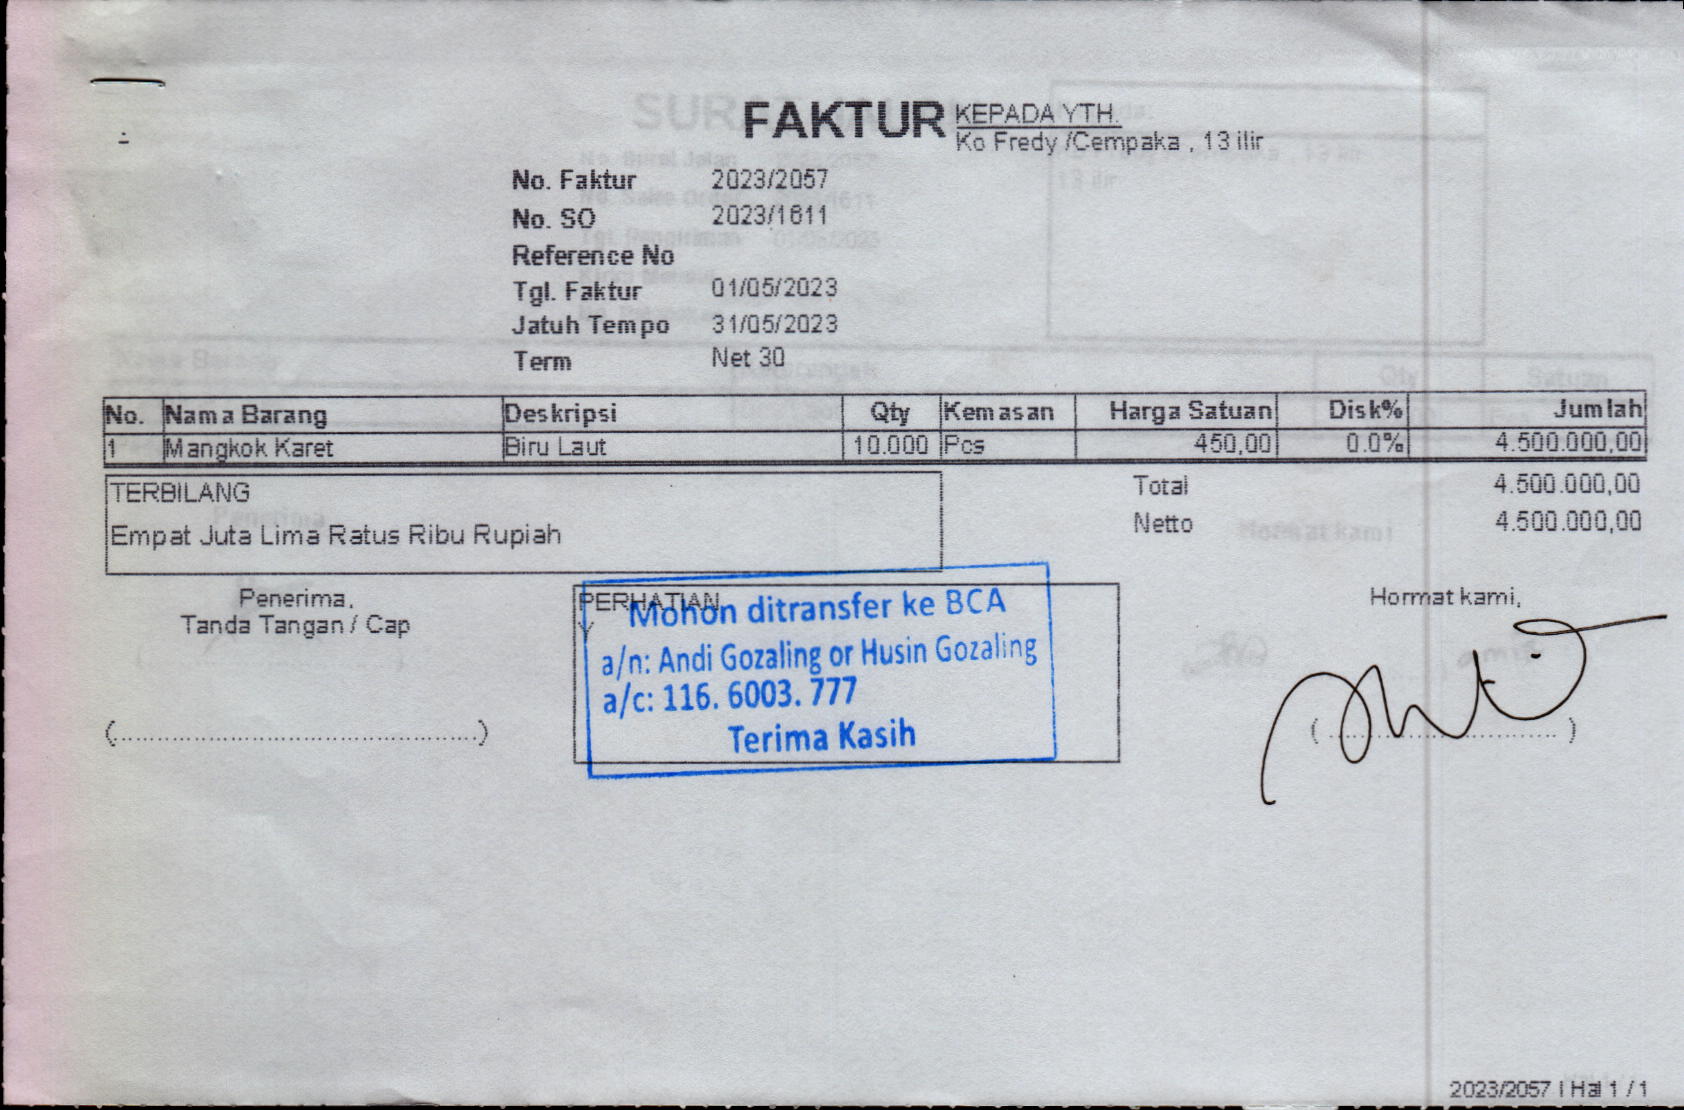 FAKTUR
KEPADA YTH.
Ko Fredy /Cempaka , 13 ilir
No. Faktur 2023/2057
No. SO 2023/1611
Reference No
Tgl. Faktur 01/05/2023
Jatuh Tempo 31/05/2023
Term Net 30
No. Nama Barang Deskripsi Qty Kemasan Harga Satuan Disk% Jumlah
1 Mangkok Karet Biru Laut 10.000 Pcs 450,00 0.0% 4.500.000,00
TERBILANG
Empat Juta Lima Ratus Ribu Rupiah
Total 4.500.000,00
Netto 4.500.000,00
Penerima,
Tanda Tangan / Cap
(..............................................)
PERHATIAN
Mohon ditransfer ke BCA
a/n: Andi Gozaling or Husin Gozaling
a/c: 116. 6003. 777
Terima Kasih
Hormat kami,
(..............................)
2023/2057 | Hal 1 / 1